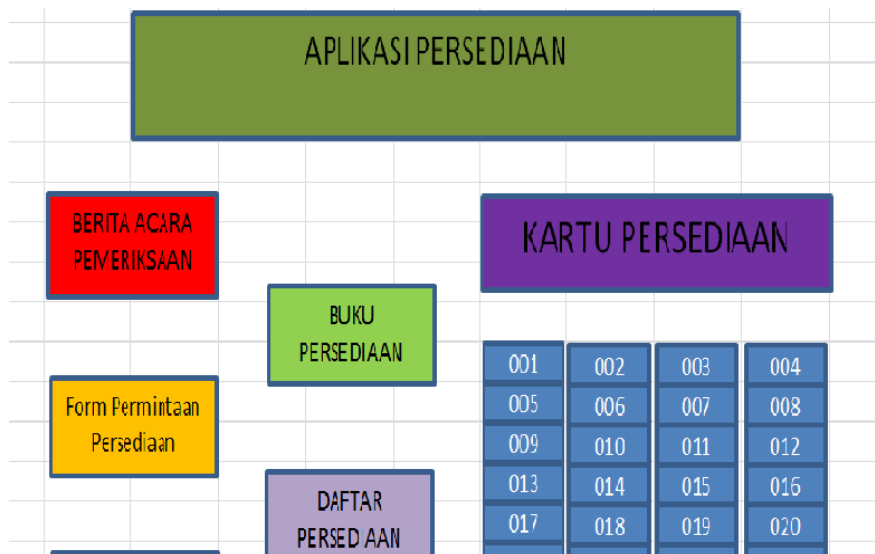 APLIKASI PERSEDIAAN
BERITA ACARA
PEMERIKSAAN
KARTU PERSEDIAAN
BUKU
PERSEDIAAN
Form Permintaan
Persediaan
DAFTAR
PERSEDIAAN
001 002 003 004
005 006 007 008
009 010 011 012
013 014 015 016
017 018 019 020